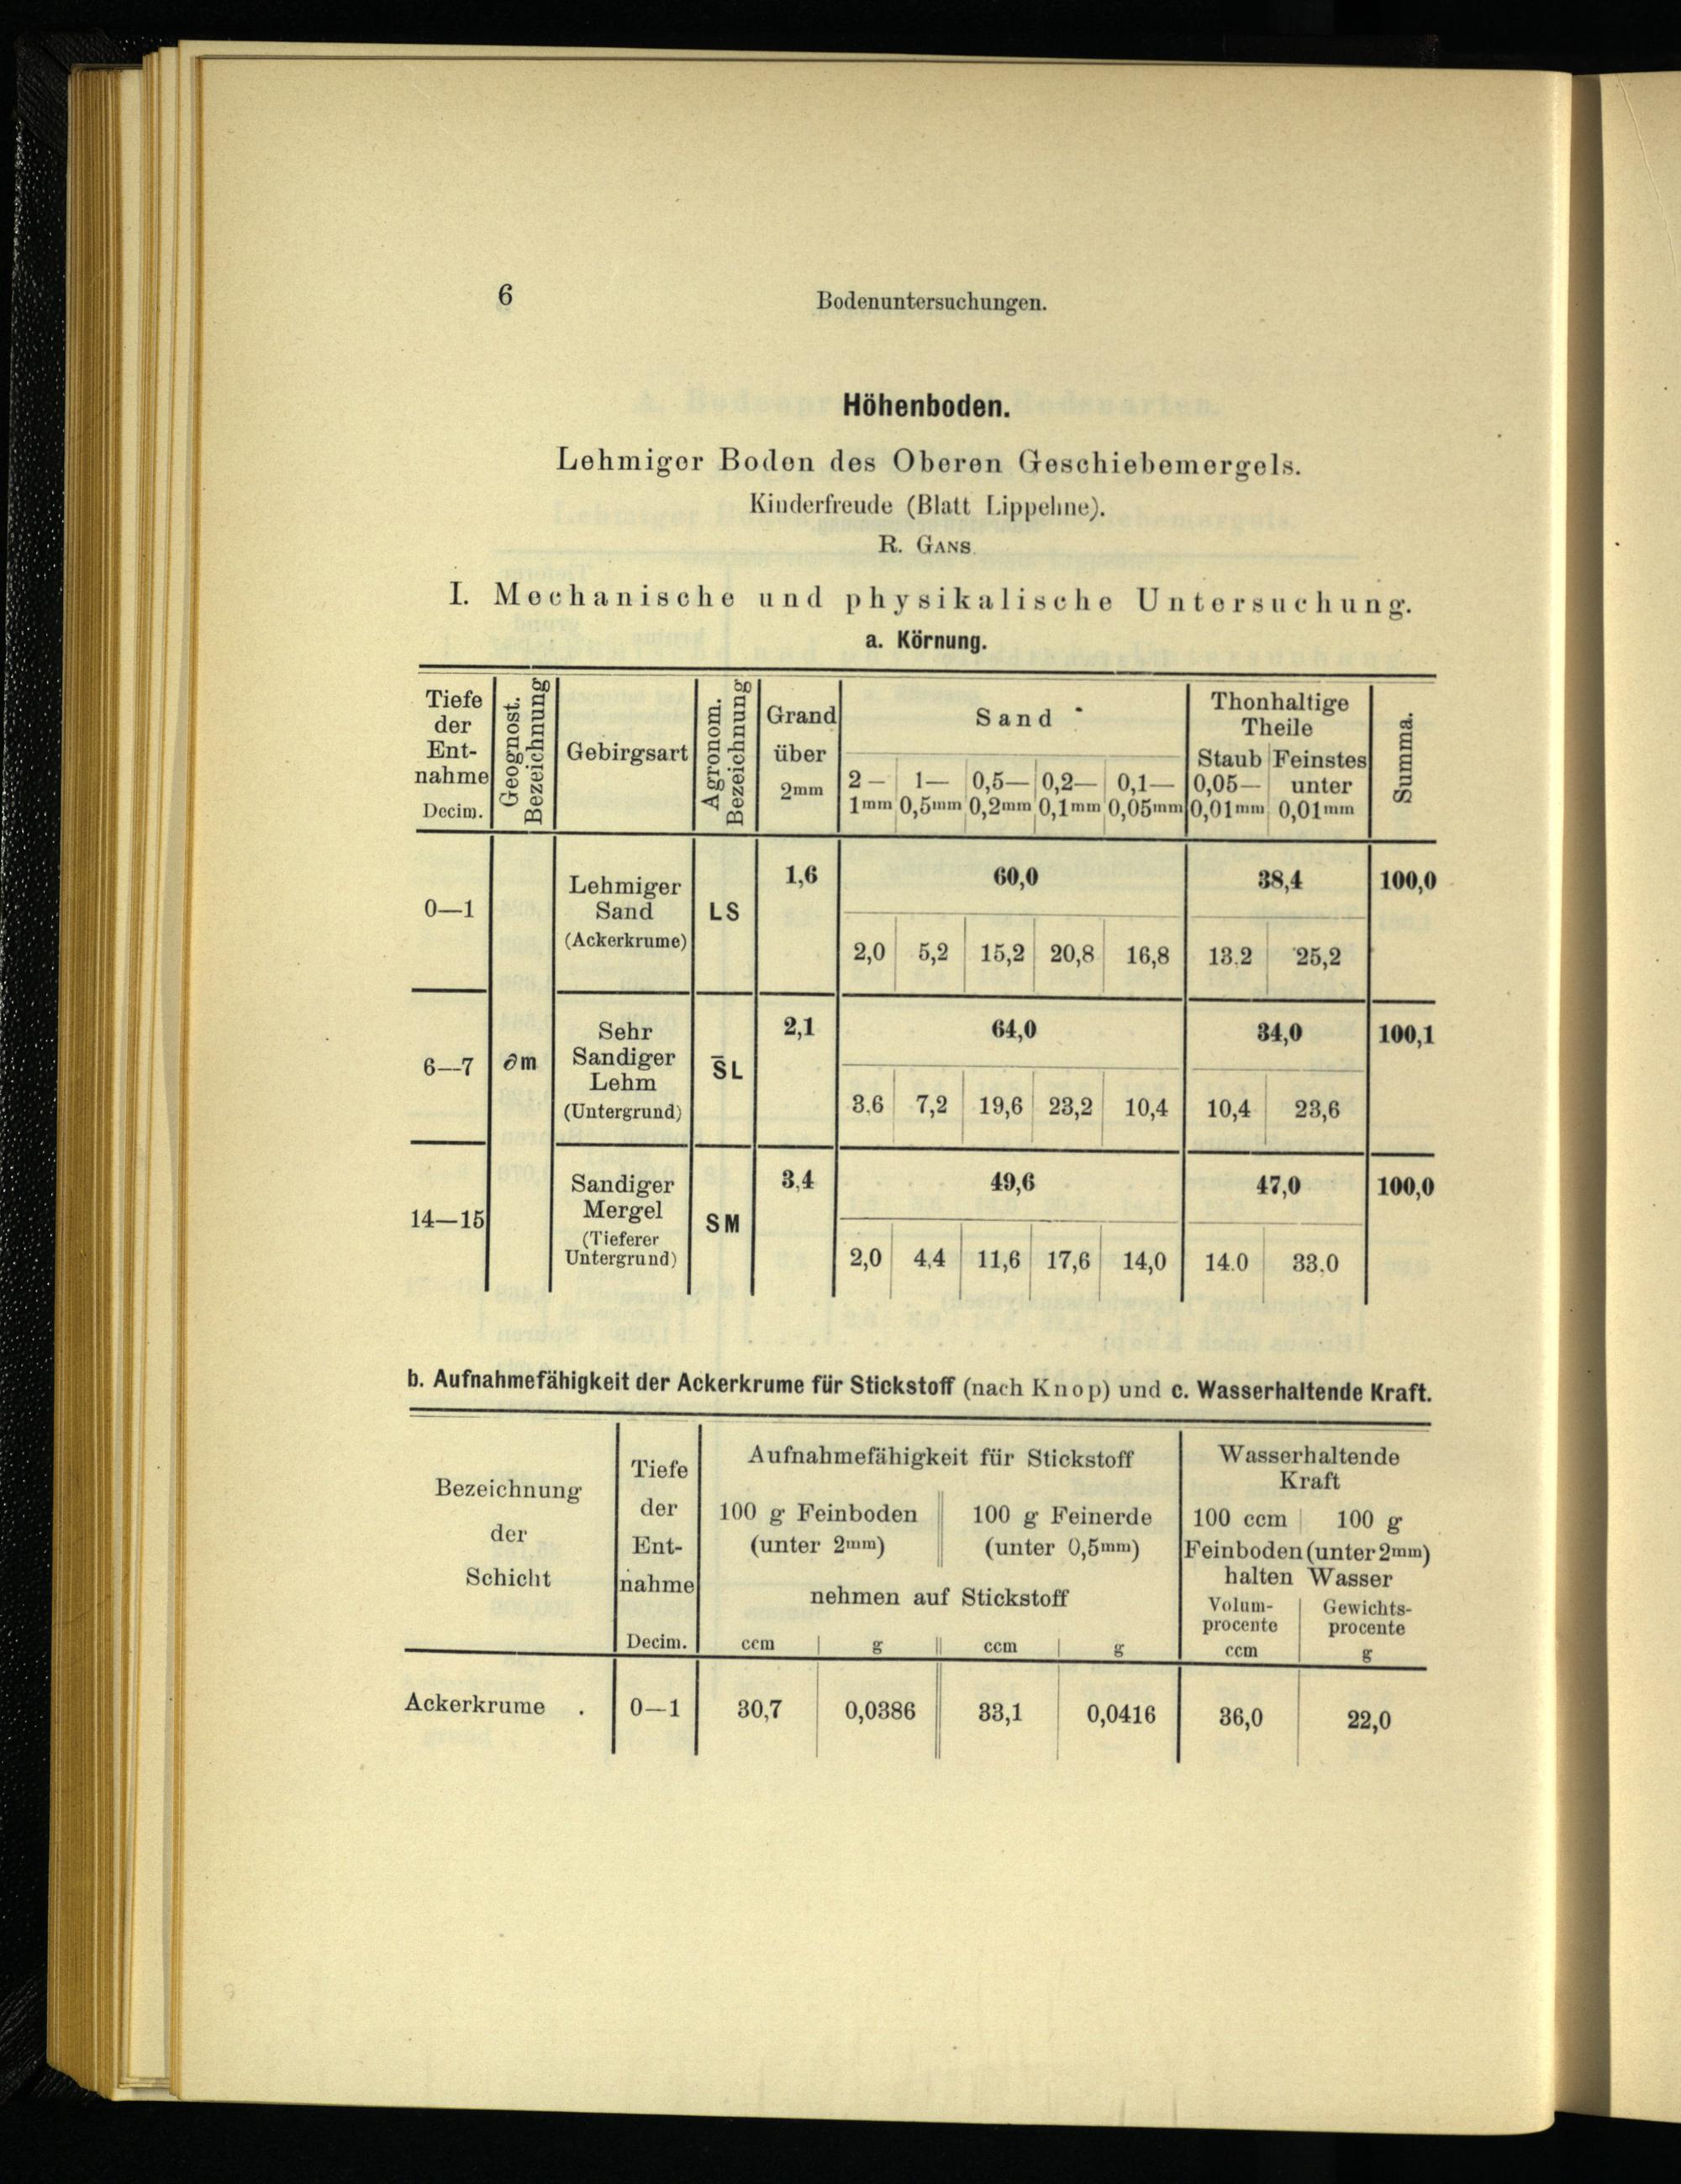 6 Bodenuntersuchungen.
Höhenboden.
Lehmiger Boden des Oberen Geschiebemergels.
Kinderfreude (Blatt Lippehne).
R. GANS.
I. Mechanische und physikalische Untersuchung.
a. Körnung.
Tiefe der Ent- nahme Decim. Geognost. Bezeichnung Gebirgsart Agronom. Bezeichnung Grand über 2mm Sand Thonhaltige Theile Summa.
Staub Feinstes
2— 1— 0,5— 0,2— 0,1— 0,05— unter
1mm 0,5mm 0,2mm 0,1mm 0,05mm 0,01mm 0,01mm
0—1 Lehmiger Sand (Ackerkrume) LS 1,6 60,0 38,4 100,0
2,0 5,2 15,2 20,8 16,8 13,2 25,2
6—7 ∂m Sehr Sandiger Lehm (Untergrund) S̄L 2,1 64,0 34,0 100,1
3,6 7,2 19,6 23,2 10,4 10,4 23,6
14—15 Sandiger Mergel (Tieferer Untergrund) SM 3,4 49,6 47,0 100,0
2,0 4,4 11,6 17,6 14,0 14,0 33,0
b. Aufnahmefähigkeit der Ackerkrume für Stickstoff (nach Knop) und c. Wasserhaltende Kraft.
Bezeichnung der Schicht Tiefe der Ent- nahme Decim. Aufnahmefähigkeit für Stickstoff Wasserhaltende Kraft
100 g Feinboden 100 g Feinerde 100 ccm 100 g
(unter 2mm) (unter 0,5mm) Feinboden (unter 2mm)
nehmen auf Stickstoff halten Wasser
Volum- procente Gewichts- procente
ccm g ccm g ccm g
Ackerkrume . 0—1 30,7 0,0386 33,1 0,0416 36,0 22,0